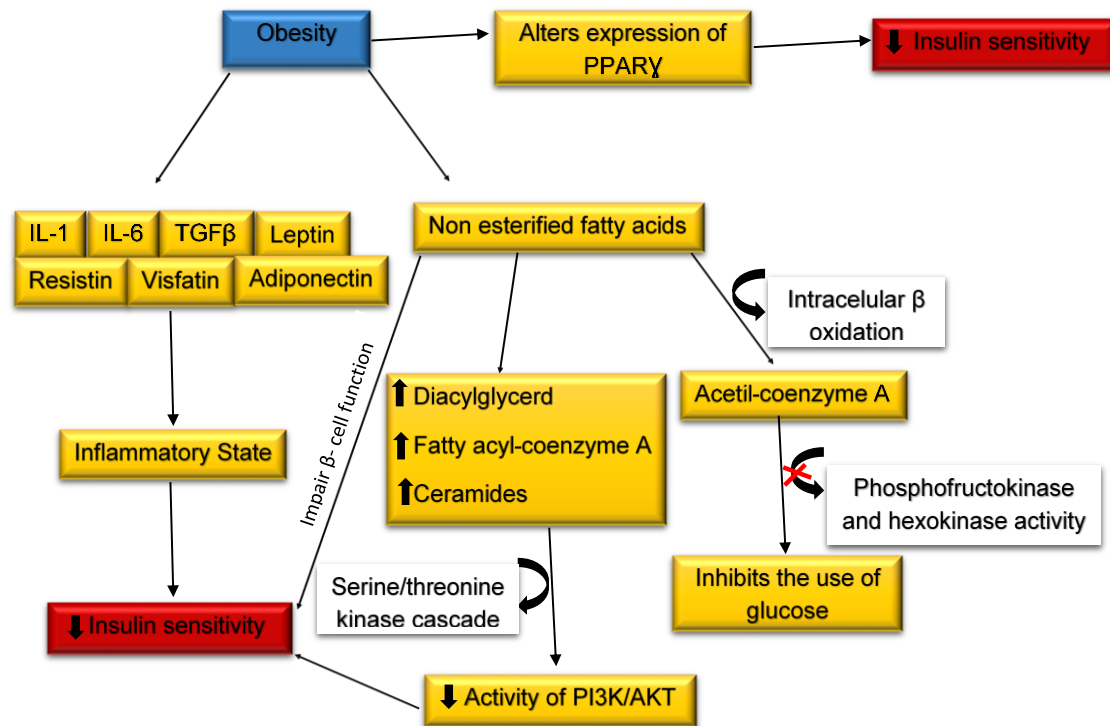 Obesity
Alters expression of
PPARɣ
Insulin sensitivity
IL-1
IL-6
TGFβ
Leptin
Resistin
Visfatin
Adiponectin
Non esterified fatty acids
Intracelular β
oxidation
Impair β- cell function
Diacylglycerd
Fatty acyl-coenzyme A
Ceramides
Acetil-coenzyme A
Inflammatory State
Phosphofructokinase
and hexokinase activity
Serine/threonine
kinase cascade
Inhibits the use of
glucose
Insulin sensitivity
Activity of PI3K/AKT